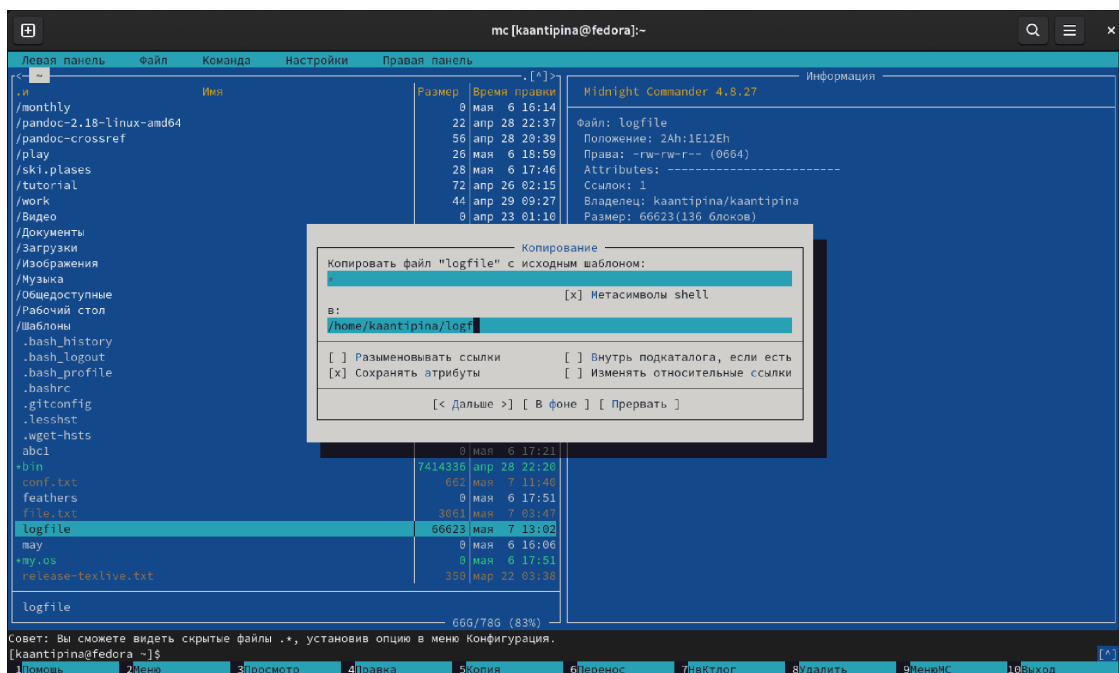 mc [kaantipina@fedora]:~
Левая панель Файл Команда Настройки Правая панель
<— ~ .[^]>
.и Имя Размер Время правки
/monthly 0 мая 6 16:14
/pandoc-2.18-linux-amd64 22 апр 28 22:37
/pandoc-crossref 56 апр 28 20:39
/play 26 мая 6 18:59
/ski.plases 28 мая 6 17:46
/tutorial 72 апр 26 02:15
/work 44 апр 29 09:27
/Видео 0 апр 23 01:10
/Документы
/Загрузки
/Изображения
/Музыка
/Общедоступные
/Рабочий стол
/Шаблоны
.bash_history
.bash_logout
.bash_profile
.bashrc
.gitconfig
.lesshst
.wget-hsts
abc1 0 мая 6 17:21
*bin 7414336 апр 28 22:20
conf.txt 662 мая 7 11:40
feathers 0 мая 6 17:51
file.txt 3061 мая 7 03:47
logfile 66623 мая 7 13:02
may 0 мая 6 16:06
*my.os 0 мая 6 17:51
release-texlive.txt 350 мар 22 03:38
logfile
66G/78G (83%)
Информация
Midnight Commander 4.8.27
Файл: logfile
Положение: 2Ah:1E12Eh
Права: -rw-rw-r-- (0664)
Attributes: -------------------------
Ссылок: 1
Владелец: kaantipina/kaantipina
Размер: 66623(136 блоков)
Копирование
Копировать файл "logfile" с исходным шаблоном:
*
[x] Метасимволы shell
в:
/home/kaantipina/logf
[ ] Разыменовывать ссылки [ ] Внутрь подкаталога, если есть
[x] Сохранять атрибуты [ ] Изменять относительные ссылки
[< Дальше >] [ В фоне ] [ Прервать ]
Совет: Вы сможете видеть скрытые файлы .*, установив опцию в меню Конфигурация.
[kaantipina@fedora ~]$ [^]
1Помощь 2Меню 3Просмотр 4Правка 5Копия 6Перенос 7НвКтлог 8Удалить 9МенюMC 10Выход